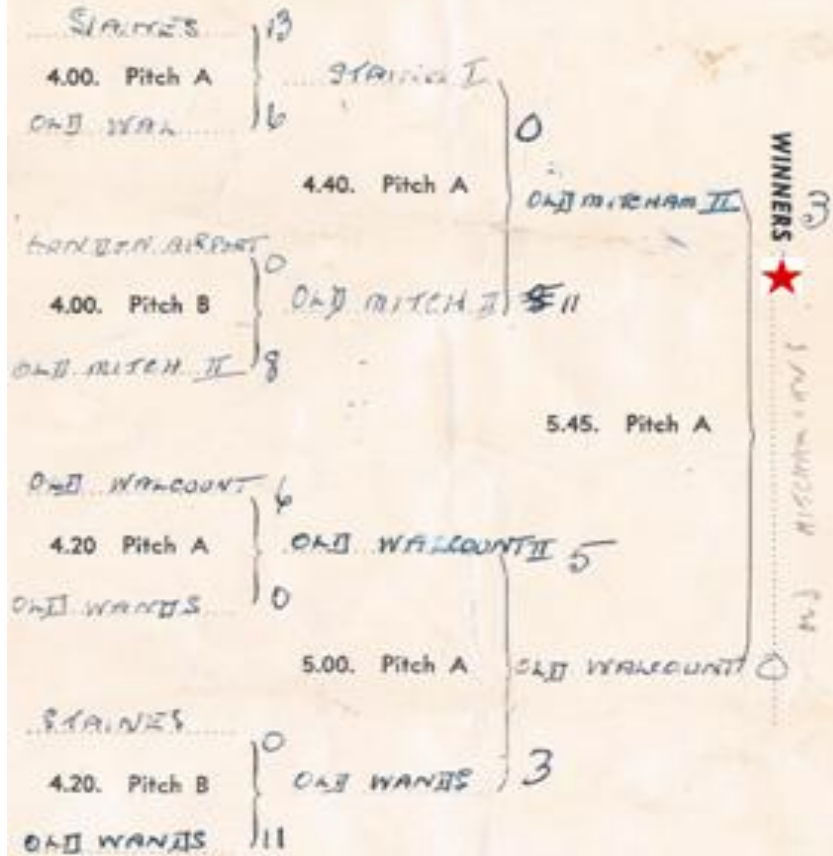 STAINES 13
4.00. Pitch A STAINES I
OLD WAL 6
0
4.40. Pitch A OLD MITCHAM II
WINNERS
LONDON AIRPORT 0
4.00. Pitch B OLD MITCH II 11
OLD MITCH II 8
5.45. Pitch A
OLD WALCOUNT 6
4.20 Pitch A OLD WALCOUNT II 5
OLD WANDS 0
5.00. Pitch A OLD WALCOUNT 0
STAINES 0
4.20. Pitch B OLD WANDS 3
OLD WANDS 11